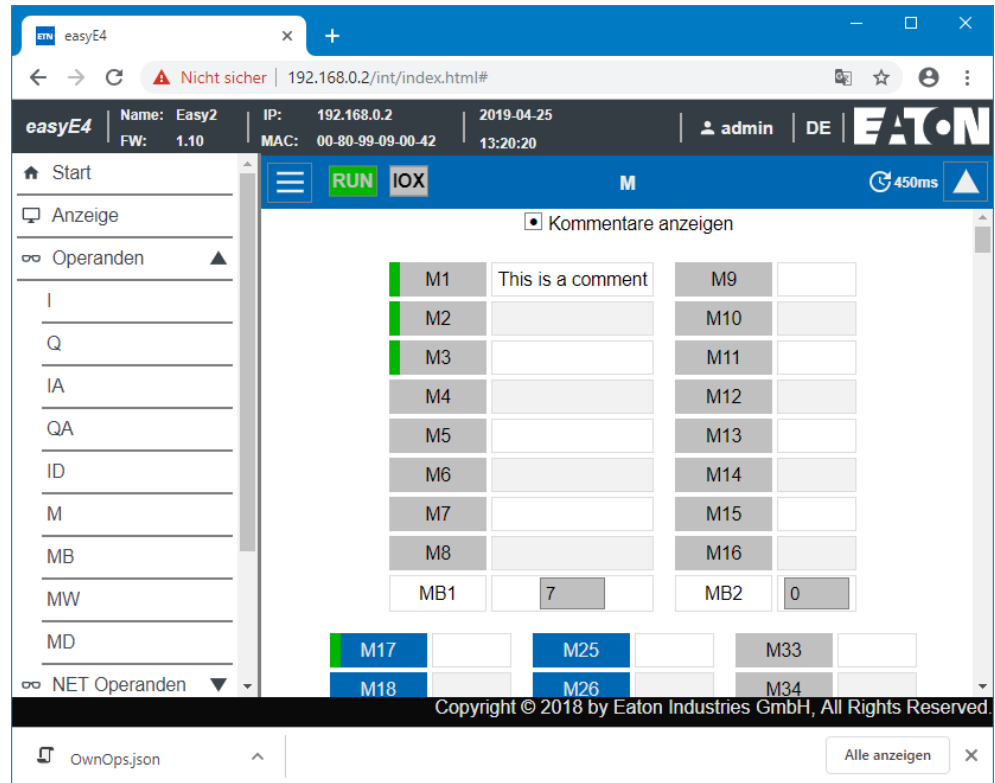 ETN easyE4
Nicht sicher | 192.168.0.2/int/index.html#
easyE4 Name: Easy2 IP: 192.168.0.2 2019-04-25 admin DE EATON
FW: 1.10 MAC: 00-80-99-09-00-42 13:20:20
Start
Anzeige
Operanden
I
Q
IA
QA
ID
M
MB
MW
MD
NET Operanden
RUN IOX M 450ms
Kommentare anzeigen
M1 This is a comment M9
M2 M10
M3 M11
M4 M12
M5 M13
M6 M14
M7 M15
M8 M16
MB1 7 MB2 0
M17 M25 M33
M18 M26 M34
Copyright © 2018 by Eaton Industries GmbH, All Rights Reserved.
OwnOps.json Alle anzeigen